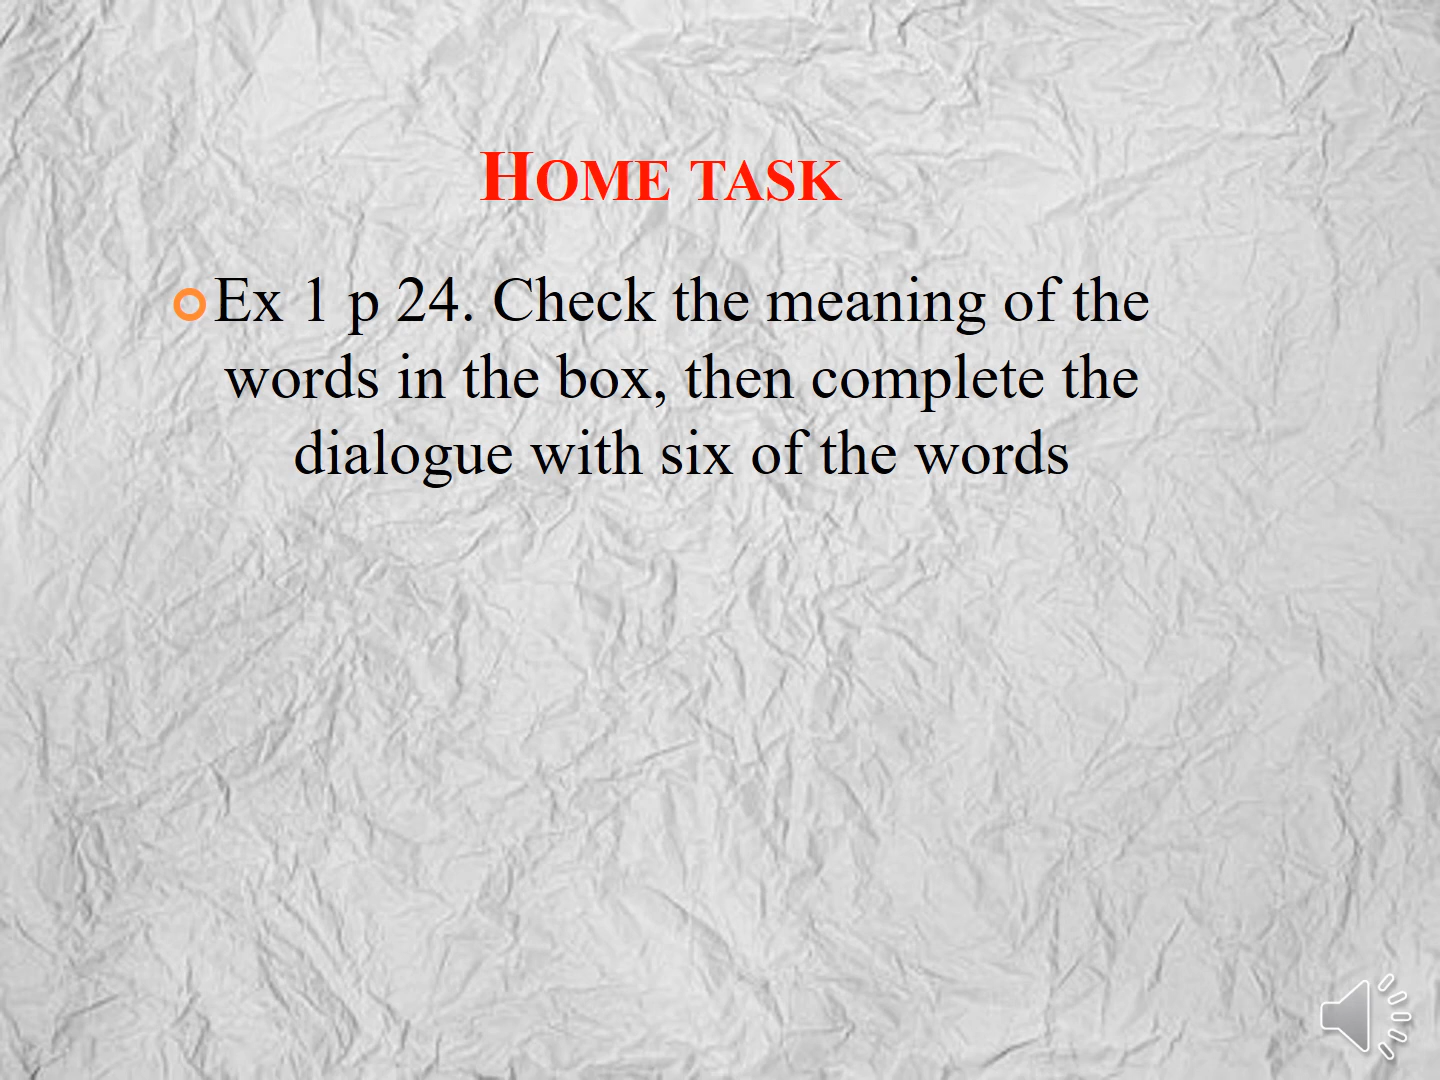 Home task
Ex 1 p 24. Check the meaning of the
words in the box, then complete the
dialogue with six of the words